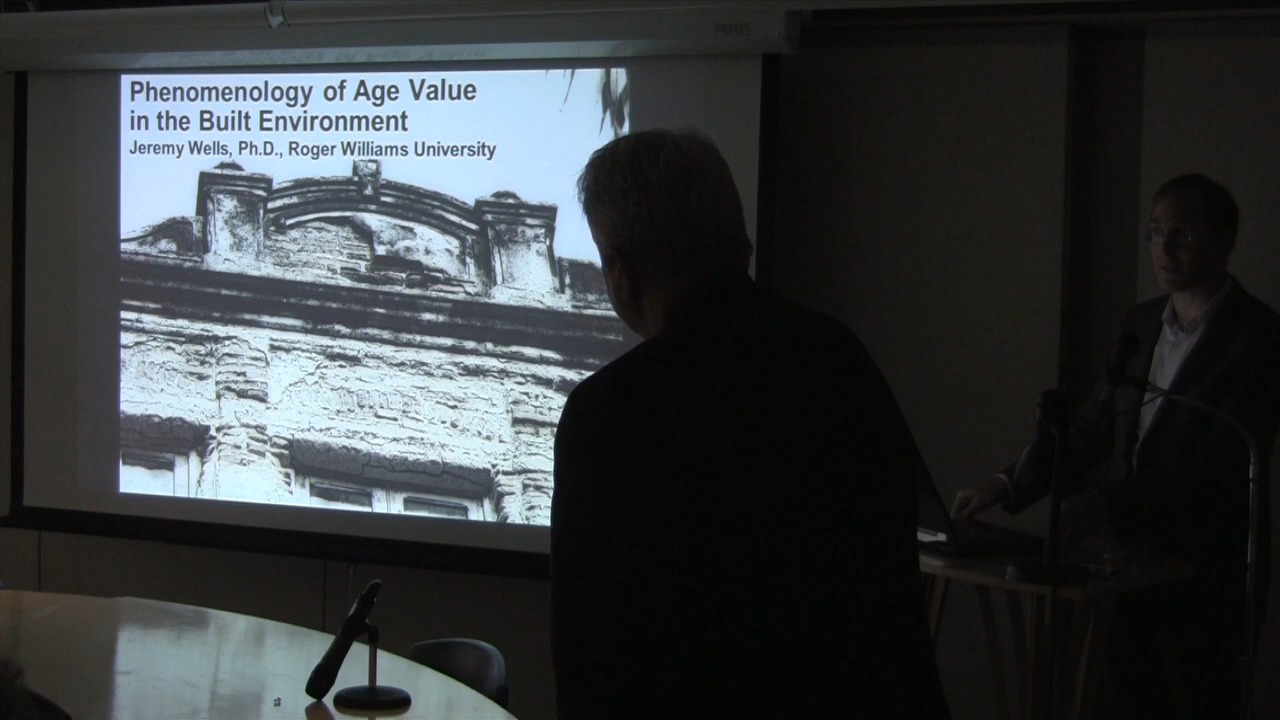 Phenomenology of Age Value
in the Built Environment
Jeremy Wells, Ph.D., Roger Williams University